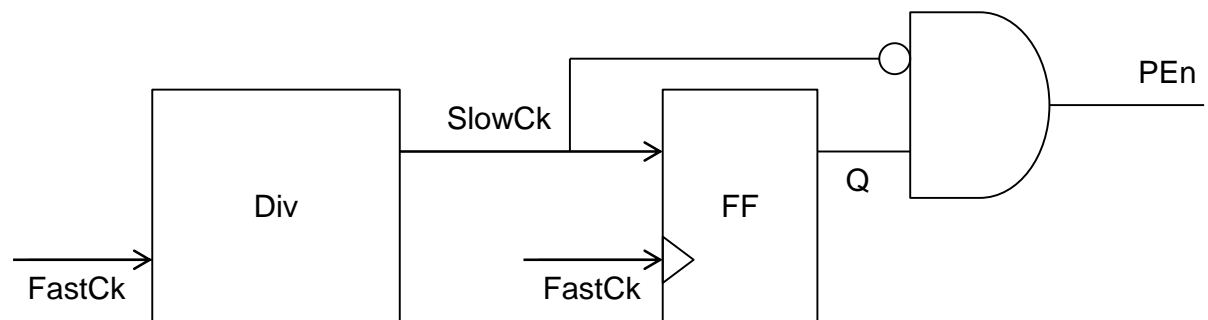 PEn
SlowCk
Div
FF
Q
FastCk
FastCk